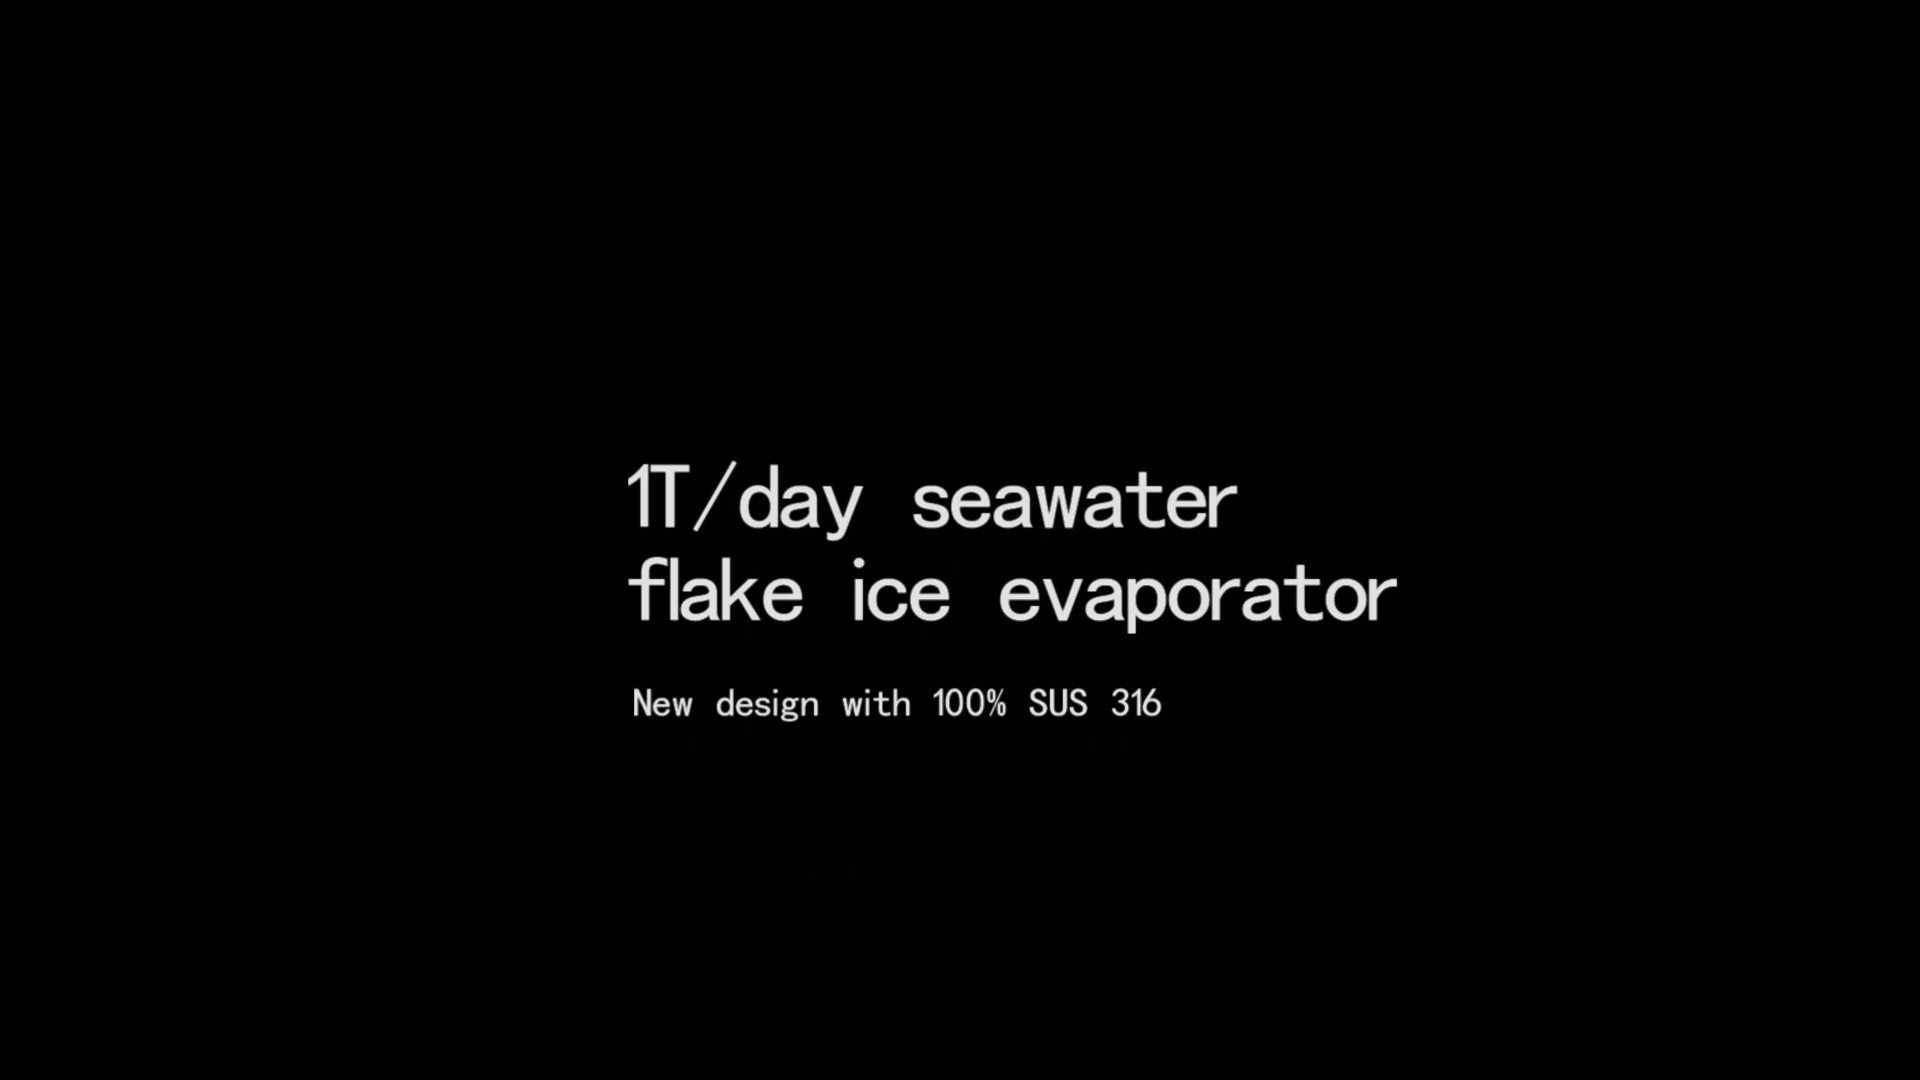 1T/day seawater
flake ice evaporator
New design with 100% SUS 316